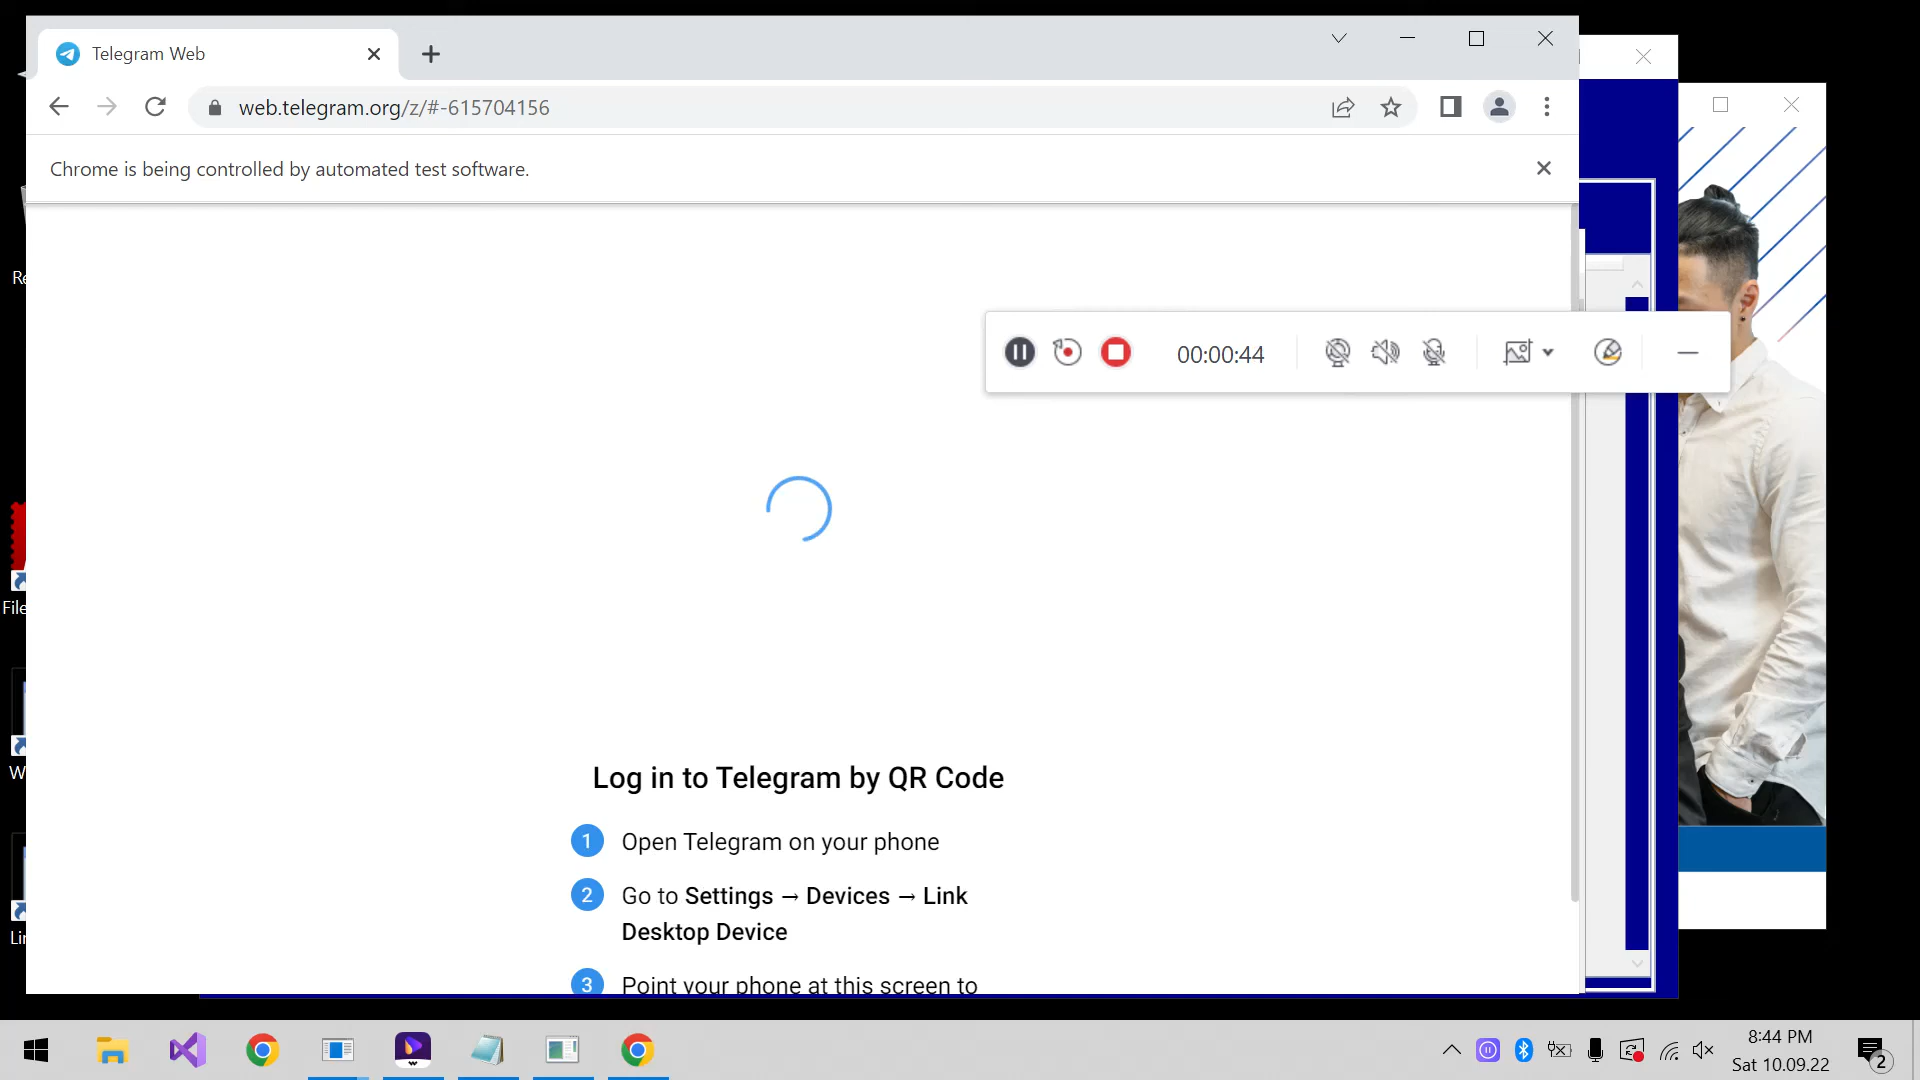 Telegram Web
web.telegram.org/z/#-615704156
Chrome is being controlled by automated test software.
00:00:44
Log in to Telegram by QR Code
1 Open Telegram on your phone
2 Go to Settings → Devices → Link
Desktop Device
3 Point your phone at this screen to
Re
File
W
Lin
8:44 PM
Sat 10.09.22
2